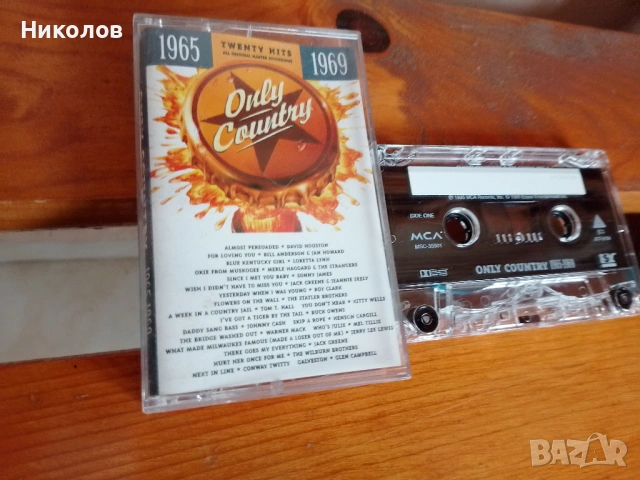 Николов
1965
TWENTY HITS
ALL ORIGINAL MASTER RECORDINGS
1969
Only
Country
ALMOST PERSUADED • DAVID HOUSTON
FOR LOVING YOU • BILL ANDERSON & JAN HOWARD
BLUE KENTUCKY GIRL • LORETTA LYNN
OKIE FROM MUSKOGEE • MERLE HAGGARD & THE STRANGERS
SINCE I MET YOU BABY • SONNY JAMES
WISH I DIDN'T HAVE TO MISS YOU • JACK GREENE & JEANNIE SEELY
YESTERDAY WHEN I WAS YOUNG • ROY CLARK
FLOWERS ON THE WALL • THE STATLER BROTHERS
A WEEK IN A COUNTRY JAIL • TOM T. HALL YOU DON'T HEAR • KITTY WELLS
I'VE GOT A TIGER BY THE TAIL • BUCK OWENS
DADDY SANG BASS • JOHNNY CASH SKIP A ROPE • HENSON CARGILL
THE BRIDGE WASHED OUT • WARNER MACK WHO'S JULIE • MEL TILLIS
WHAT MADE MILWAUKEE FAMOUS (MADE A LOSER OUT OF ME) • JERRY LEE LEWIS
THERE GOES MY EVERYTHING • JACK GREENE
HURT HER ONCE FOR ME • THE WILBURN BROTHERS
NEXT IN LINE • CONWAY TWITTY GALVESTON • GLEN CAMPBELL
SIDE ONE
MCA
DOLBY
ONLY COUNTRY
BAZAR